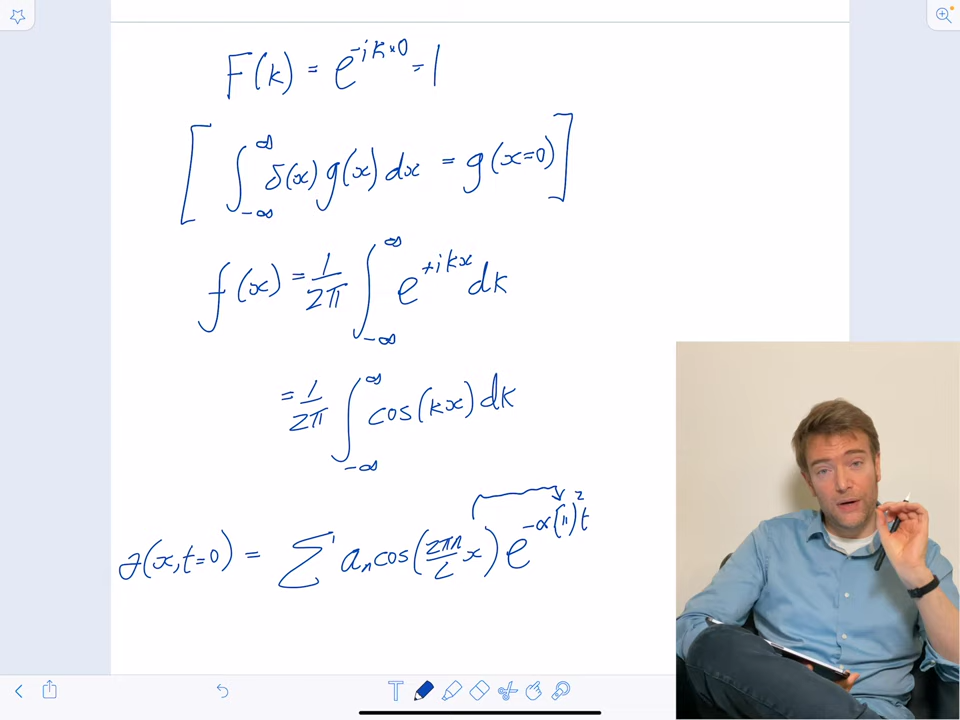 F(k) = e^{-ik×0} = 1
[ ∫_{-∞}^{∞} δ(x) g(x) dx = g(x=0) ]
f(x) = 1/2π ∫_{-∞}^{∞} e^{+ikx} dk
= 1/2π ∫_{-∞}^{∞} cos(kx) dk
(x, t=0) = ∑ a_n cos(2πn/L x) e^{-α(")^2 t}
T